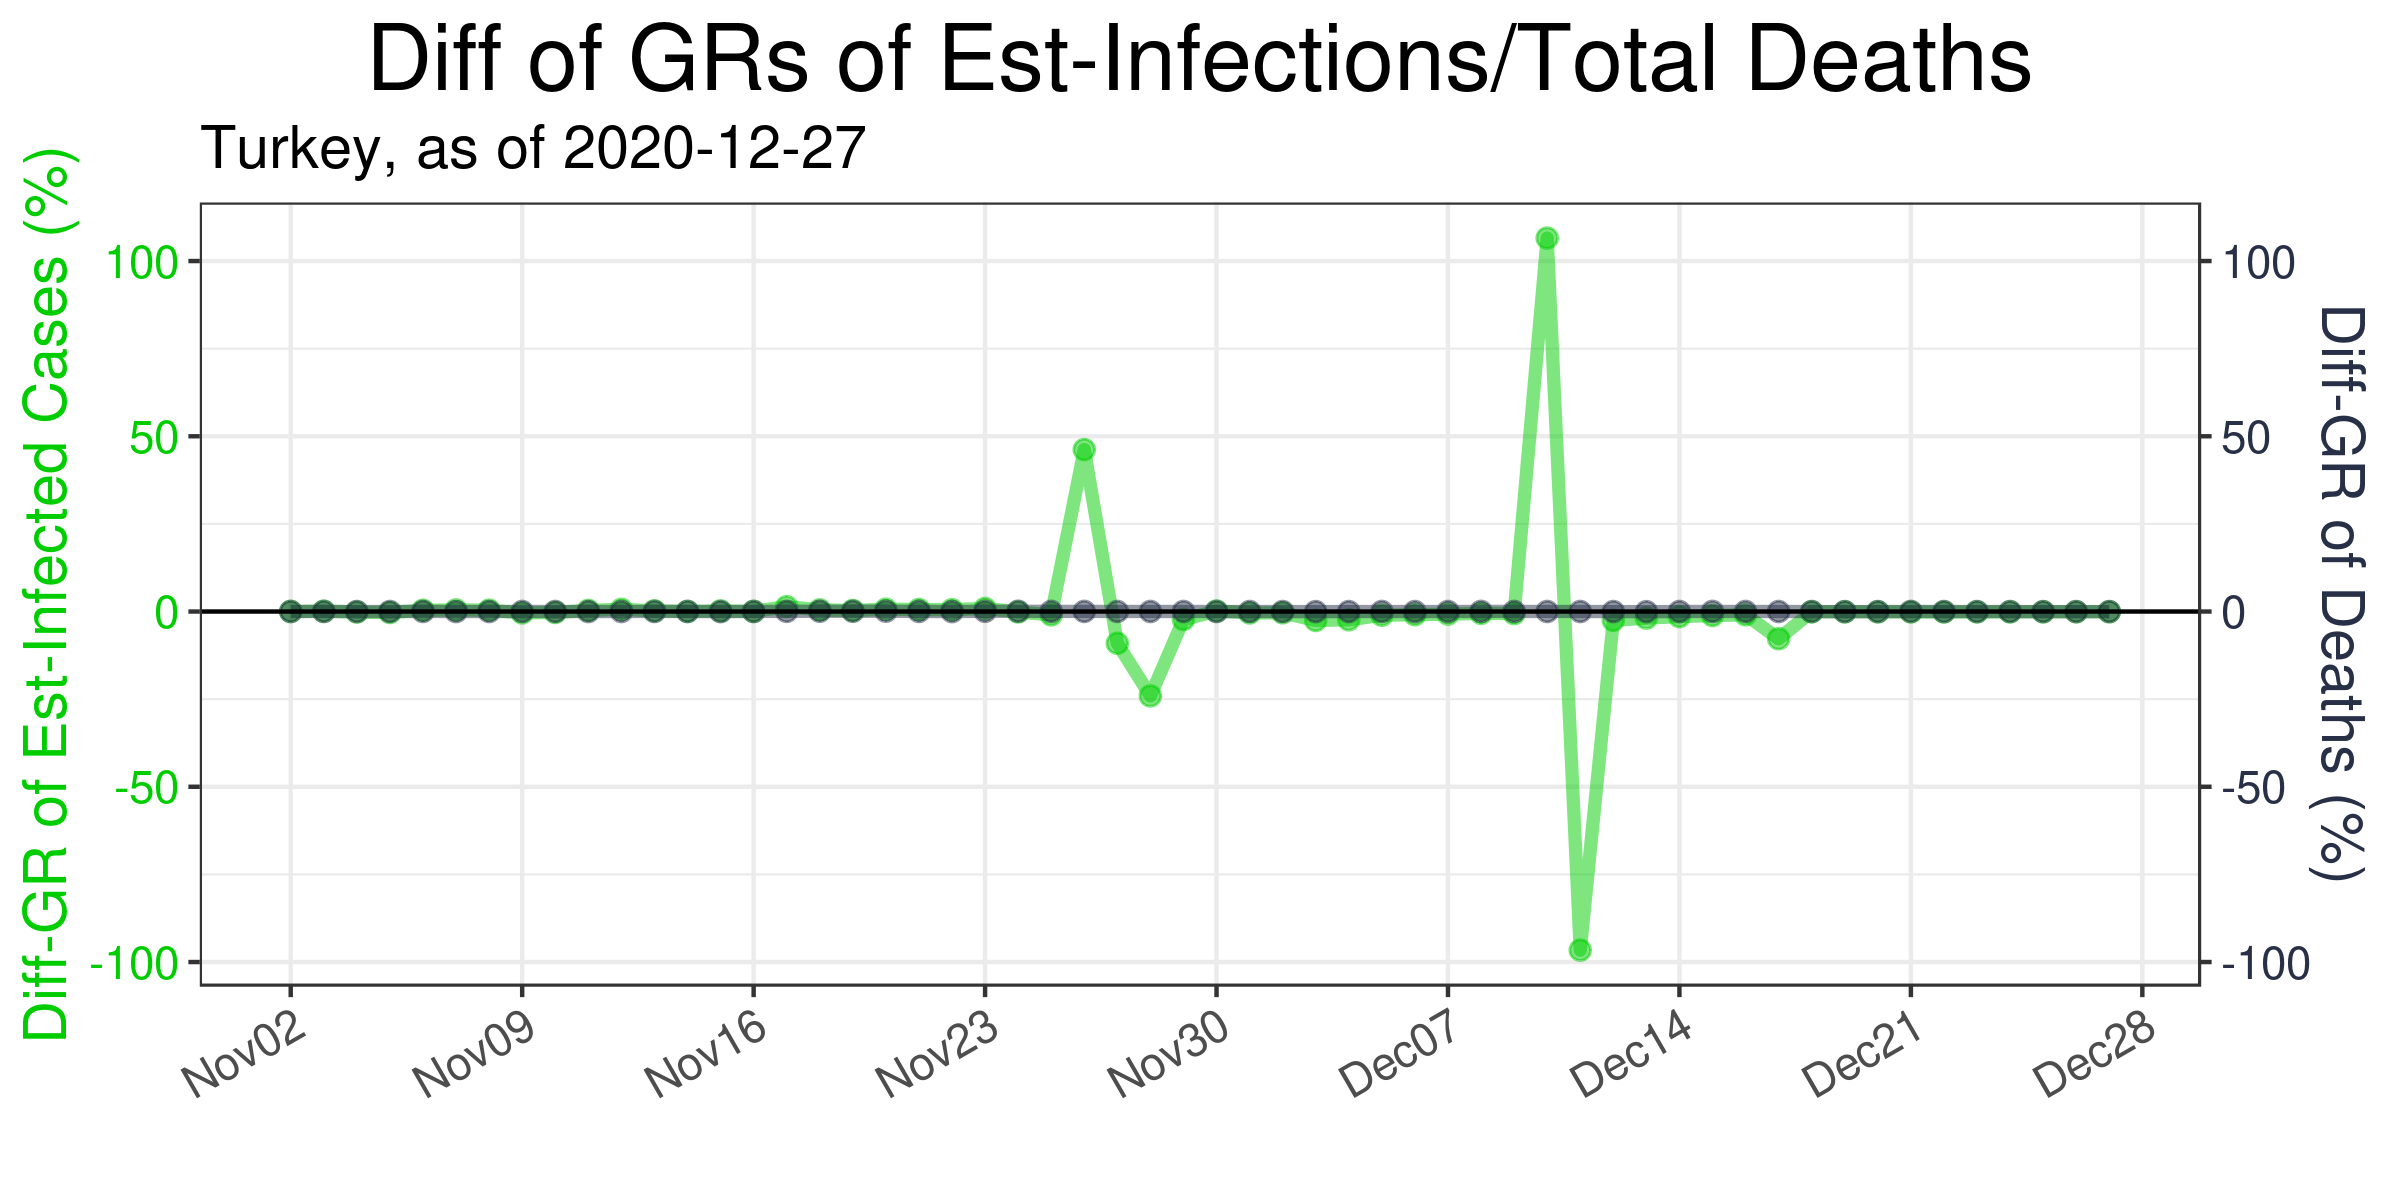 Diff of GRs of Est-Infections/Total Deaths
Turkey, as of 2020-12-27
Diff-GR of Est-Infected Cases (%)
100
50
0
-50
-100
100
50
0
-50
-100
Diff-GR of Deaths (%)
Nov02
Nov09
Nov16
Nov23
Nov30
Dec07
Dec14
Dec21
Dec28